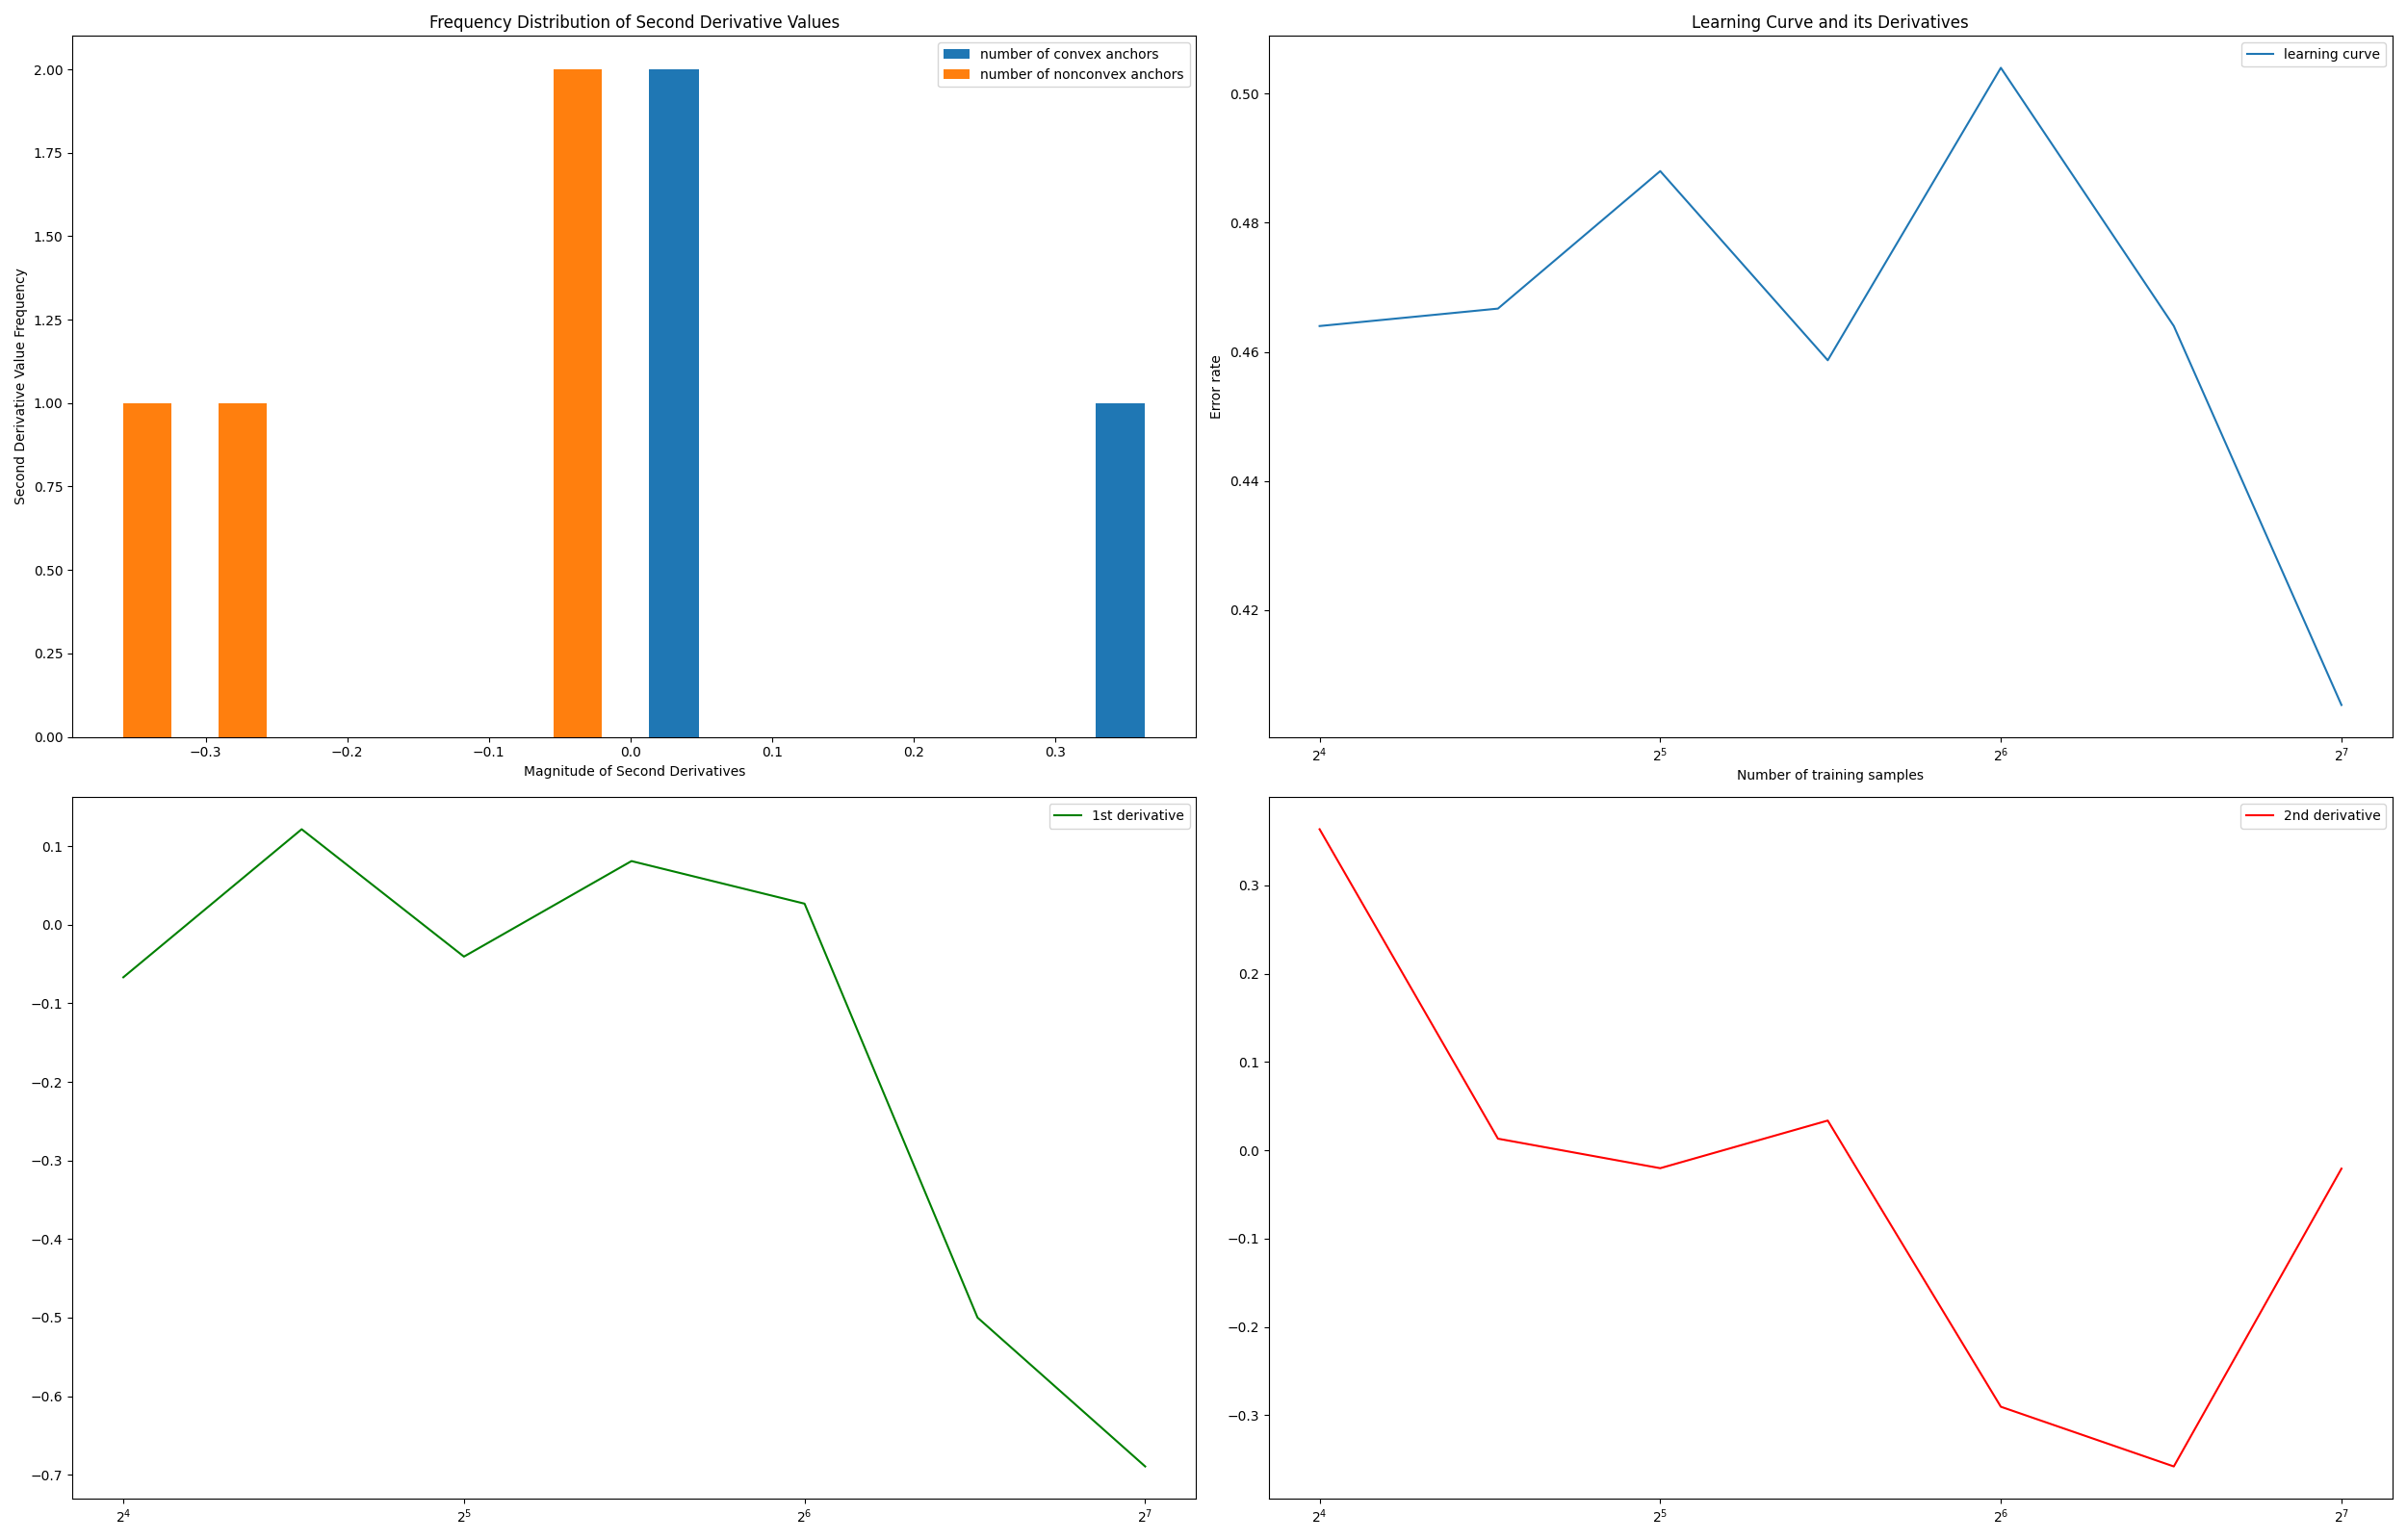 Frequency Distribution of Second Derivative Values
number of convex anchors
number of nonconvex anchors
2.00
1.75
1.50
1.25
1.00
0.75
0.50
0.25
0.00
Second Derivative Value Frequency
−0.3 −0.2 −0.1 0.0 0.1 0.2 0.3
Magnitude of Second Derivatives
Learning Curve and its Derivatives
learning curve
0.50
0.48
0.46
0.44
0.42
Error rate
2⁴ 2⁵ 2⁶ 2⁷
Number of training samples
1st derivative
0.1
0.0
−0.1
−0.2
−0.3
−0.4
−0.5
−0.6
−0.7
2⁴ 2⁵ 2⁶ 2⁷
2nd derivative
0.3
0.2
0.1
0.0
−0.1
−0.2
−0.3
2⁴ 2⁵ 2⁶ 2⁷